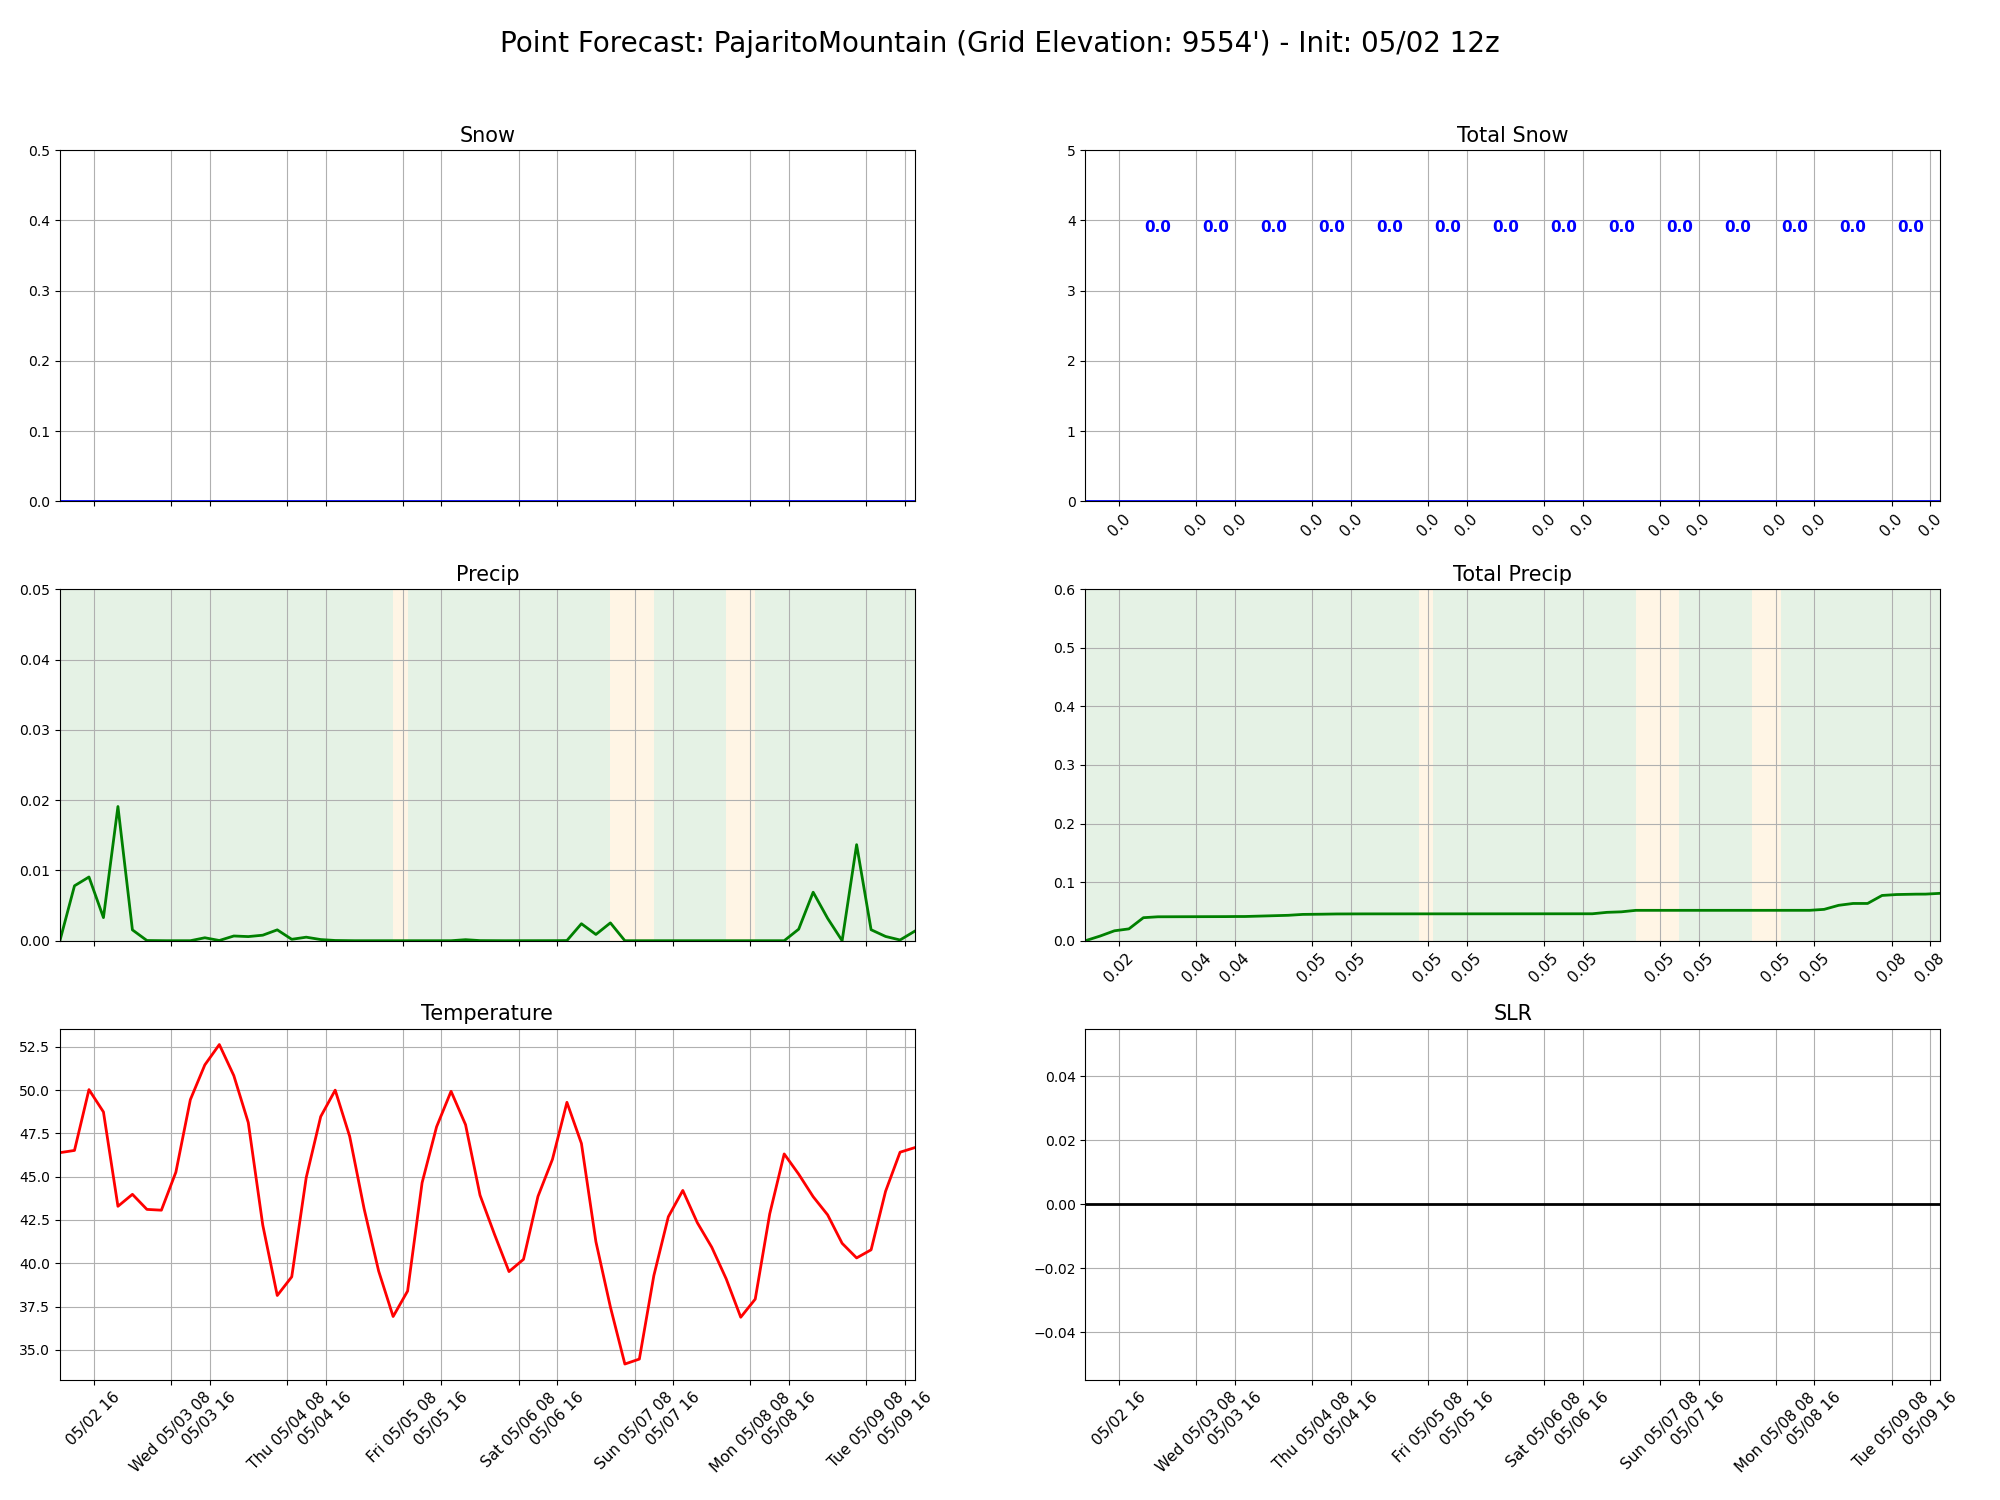 Point Forecast: PajaritoMountain (Grid Elevation: 9554') - Init: 05/02 12z
Snow
0.5
0.4
0.3
0.2
0.1
0.0
Total Snow
5
4
3
2
1
0
0.0 0.0 0.0 0.0 0.0 0.0 0.0 0.0 0.0 0.0 0.0 0.0 0.0 0.0
0.0 0.0 0.0 0.0 0.0 0.0 0.0 0.0 0.0 0.0 0.0 0.0 0.0 0.0 0.0
Precip
0.05
0.04
0.03
0.02
0.01
0.00
Total Precip
0.6
0.5
0.4
0.3
0.2
0.1
0.0
0.02 0.04 0.04 0.05 0.05 0.05 0.05 0.05 0.05 0.05 0.05 0.05 0.05 0.08 0.08
Temperature
52.5
50.0
47.5
45.0
42.5
40.0
37.5
35.0
05/02 16
Wed 05/03 08
05/03 16
Thu 05/04 08
05/04 16
Fri 05/05 08
05/05 16
Sat 05/06 08
05/06 16
Sun 05/07 08
05/07 16
Mon 05/08 08
05/08 16
Tue 05/09 08
05/09 16
SLR
0.04
0.02
0.00
−0.02
−0.04
05/02 16
Wed 05/03 08
05/03 16
Thu 05/04 08
05/04 16
Fri 05/05 08
05/05 16
Sat 05/06 08
05/06 16
Sun 05/07 08
05/07 16
Mon 05/08 08
05/08 16
Tue 05/09 08
05/09 16